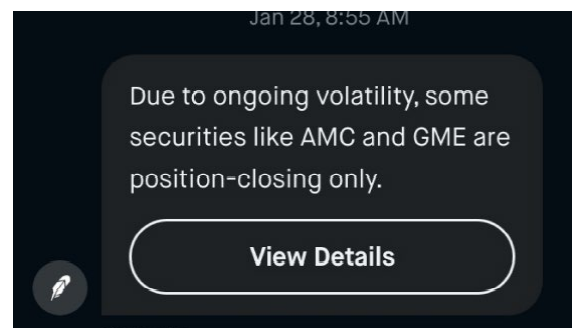 Jan 28, 8:55 AM
Due to ongoing volatility, some
securities like AMC and GME are
position-closing only.
View Details